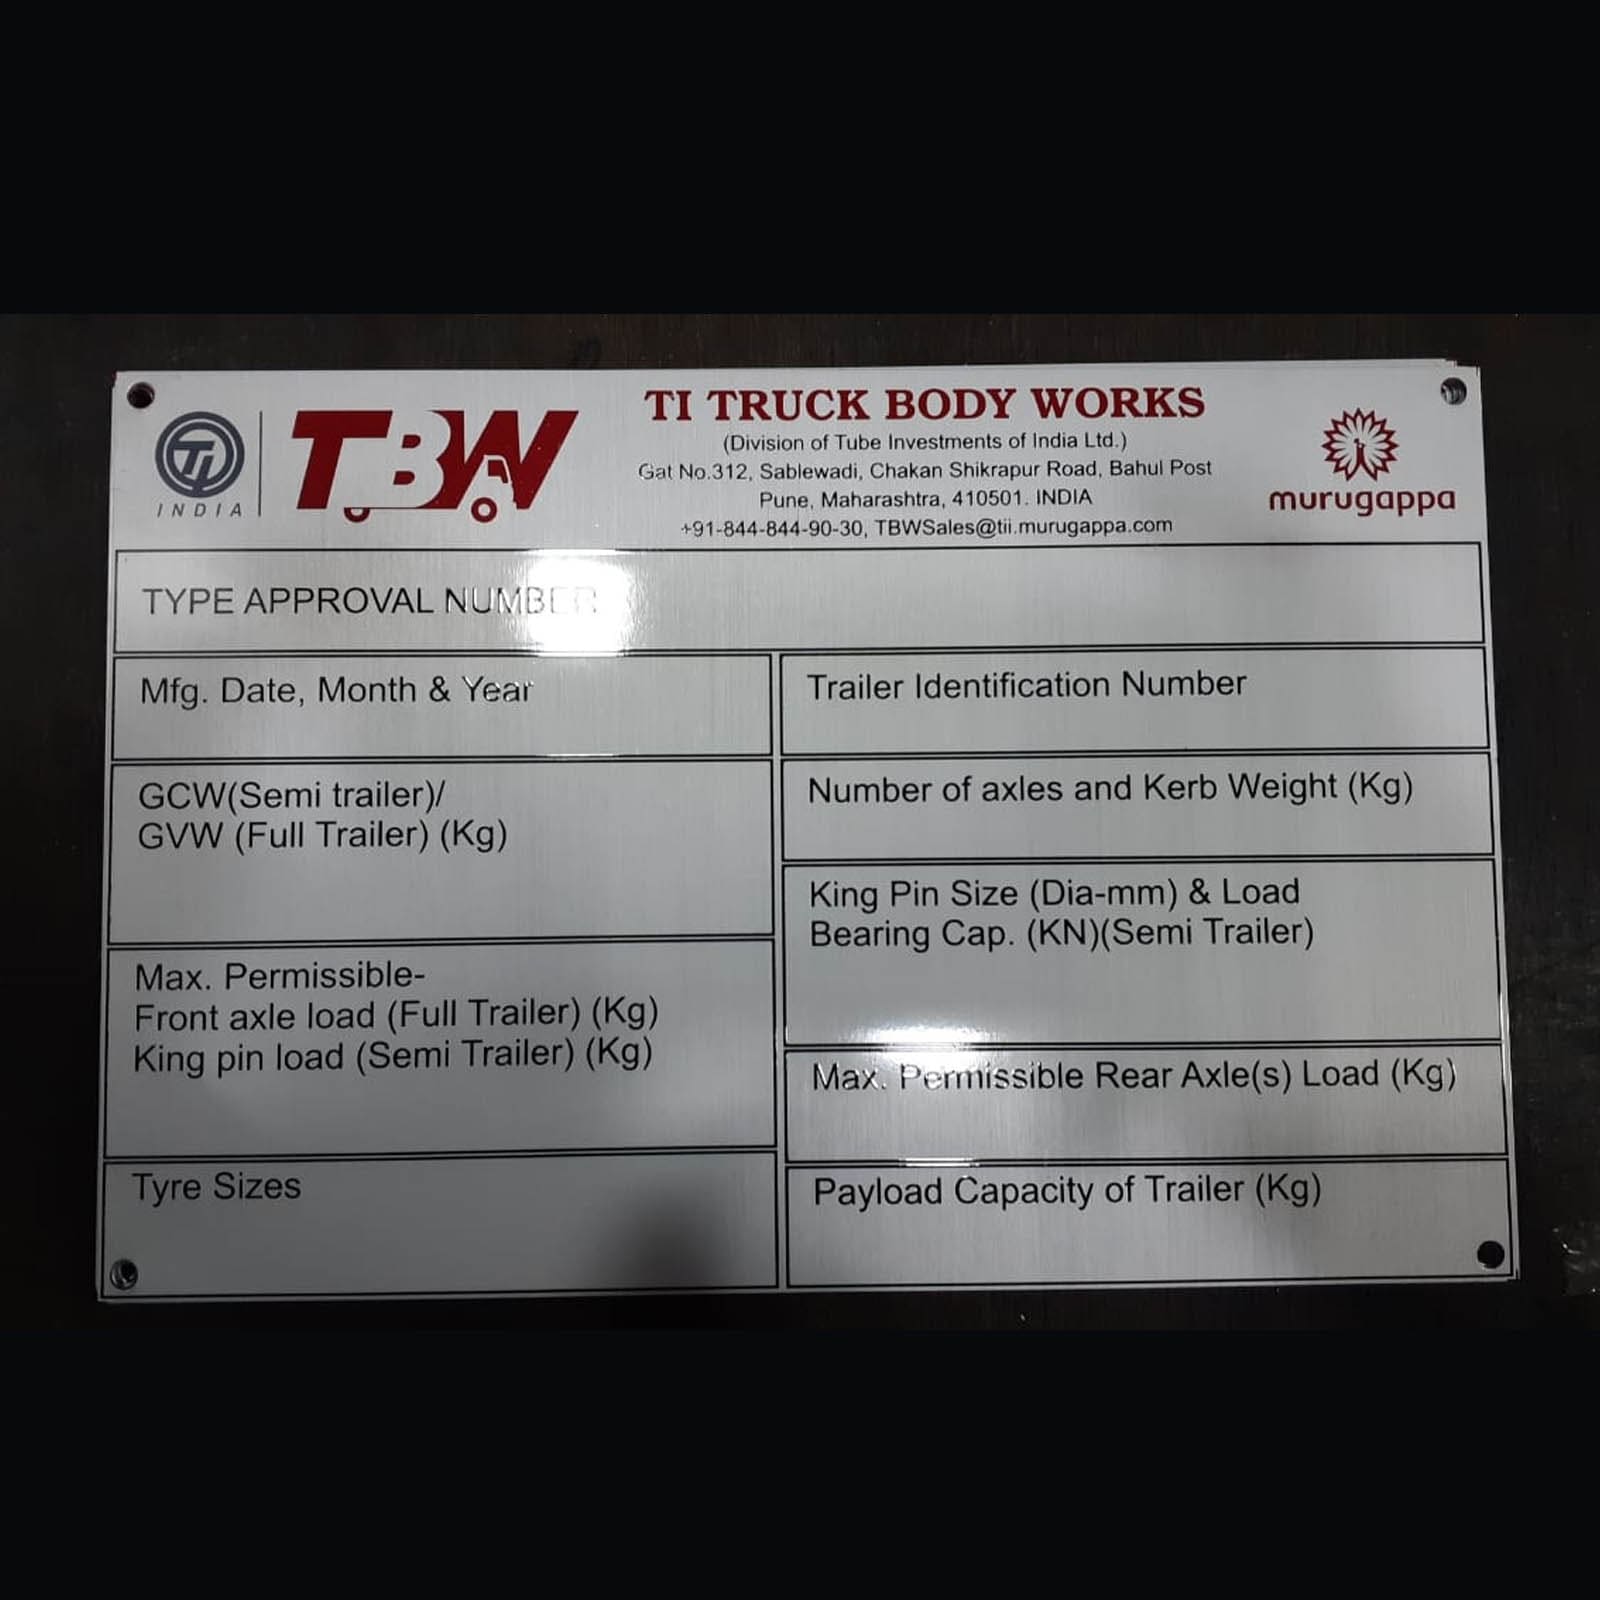 TI
INDIA
TBW
TI TRUCK BODY WORKS
(Division of Tube Investments of India Ltd.)
Gat No.312, Sablewadi, Chakan Shikrapur Road, Bahul Post
Pune, Maharashtra, 410501. INDIA
+91-844-844-90-30, TBWSales@tii.murugappa.com
murugappa
TYPE APPROVAL NUMBER
Mfg. Date, Month & Year
Trailer Identification Number
GCW(Semi trailer)/
GVW (Full Trailer) (Kg)
Number of axles and Kerb Weight (Kg)
King Pin Size (Dia-mm) & Load
Bearing Cap. (KN)(Semi Trailer)
Max. Permissible-
Front axle load (Full Trailer) (Kg)
King pin load (Semi Trailer) (Kg)
Max. Permissible Rear Axle(s) Load (Kg)
Tyre Sizes
Payload Capacity of Trailer (Kg)